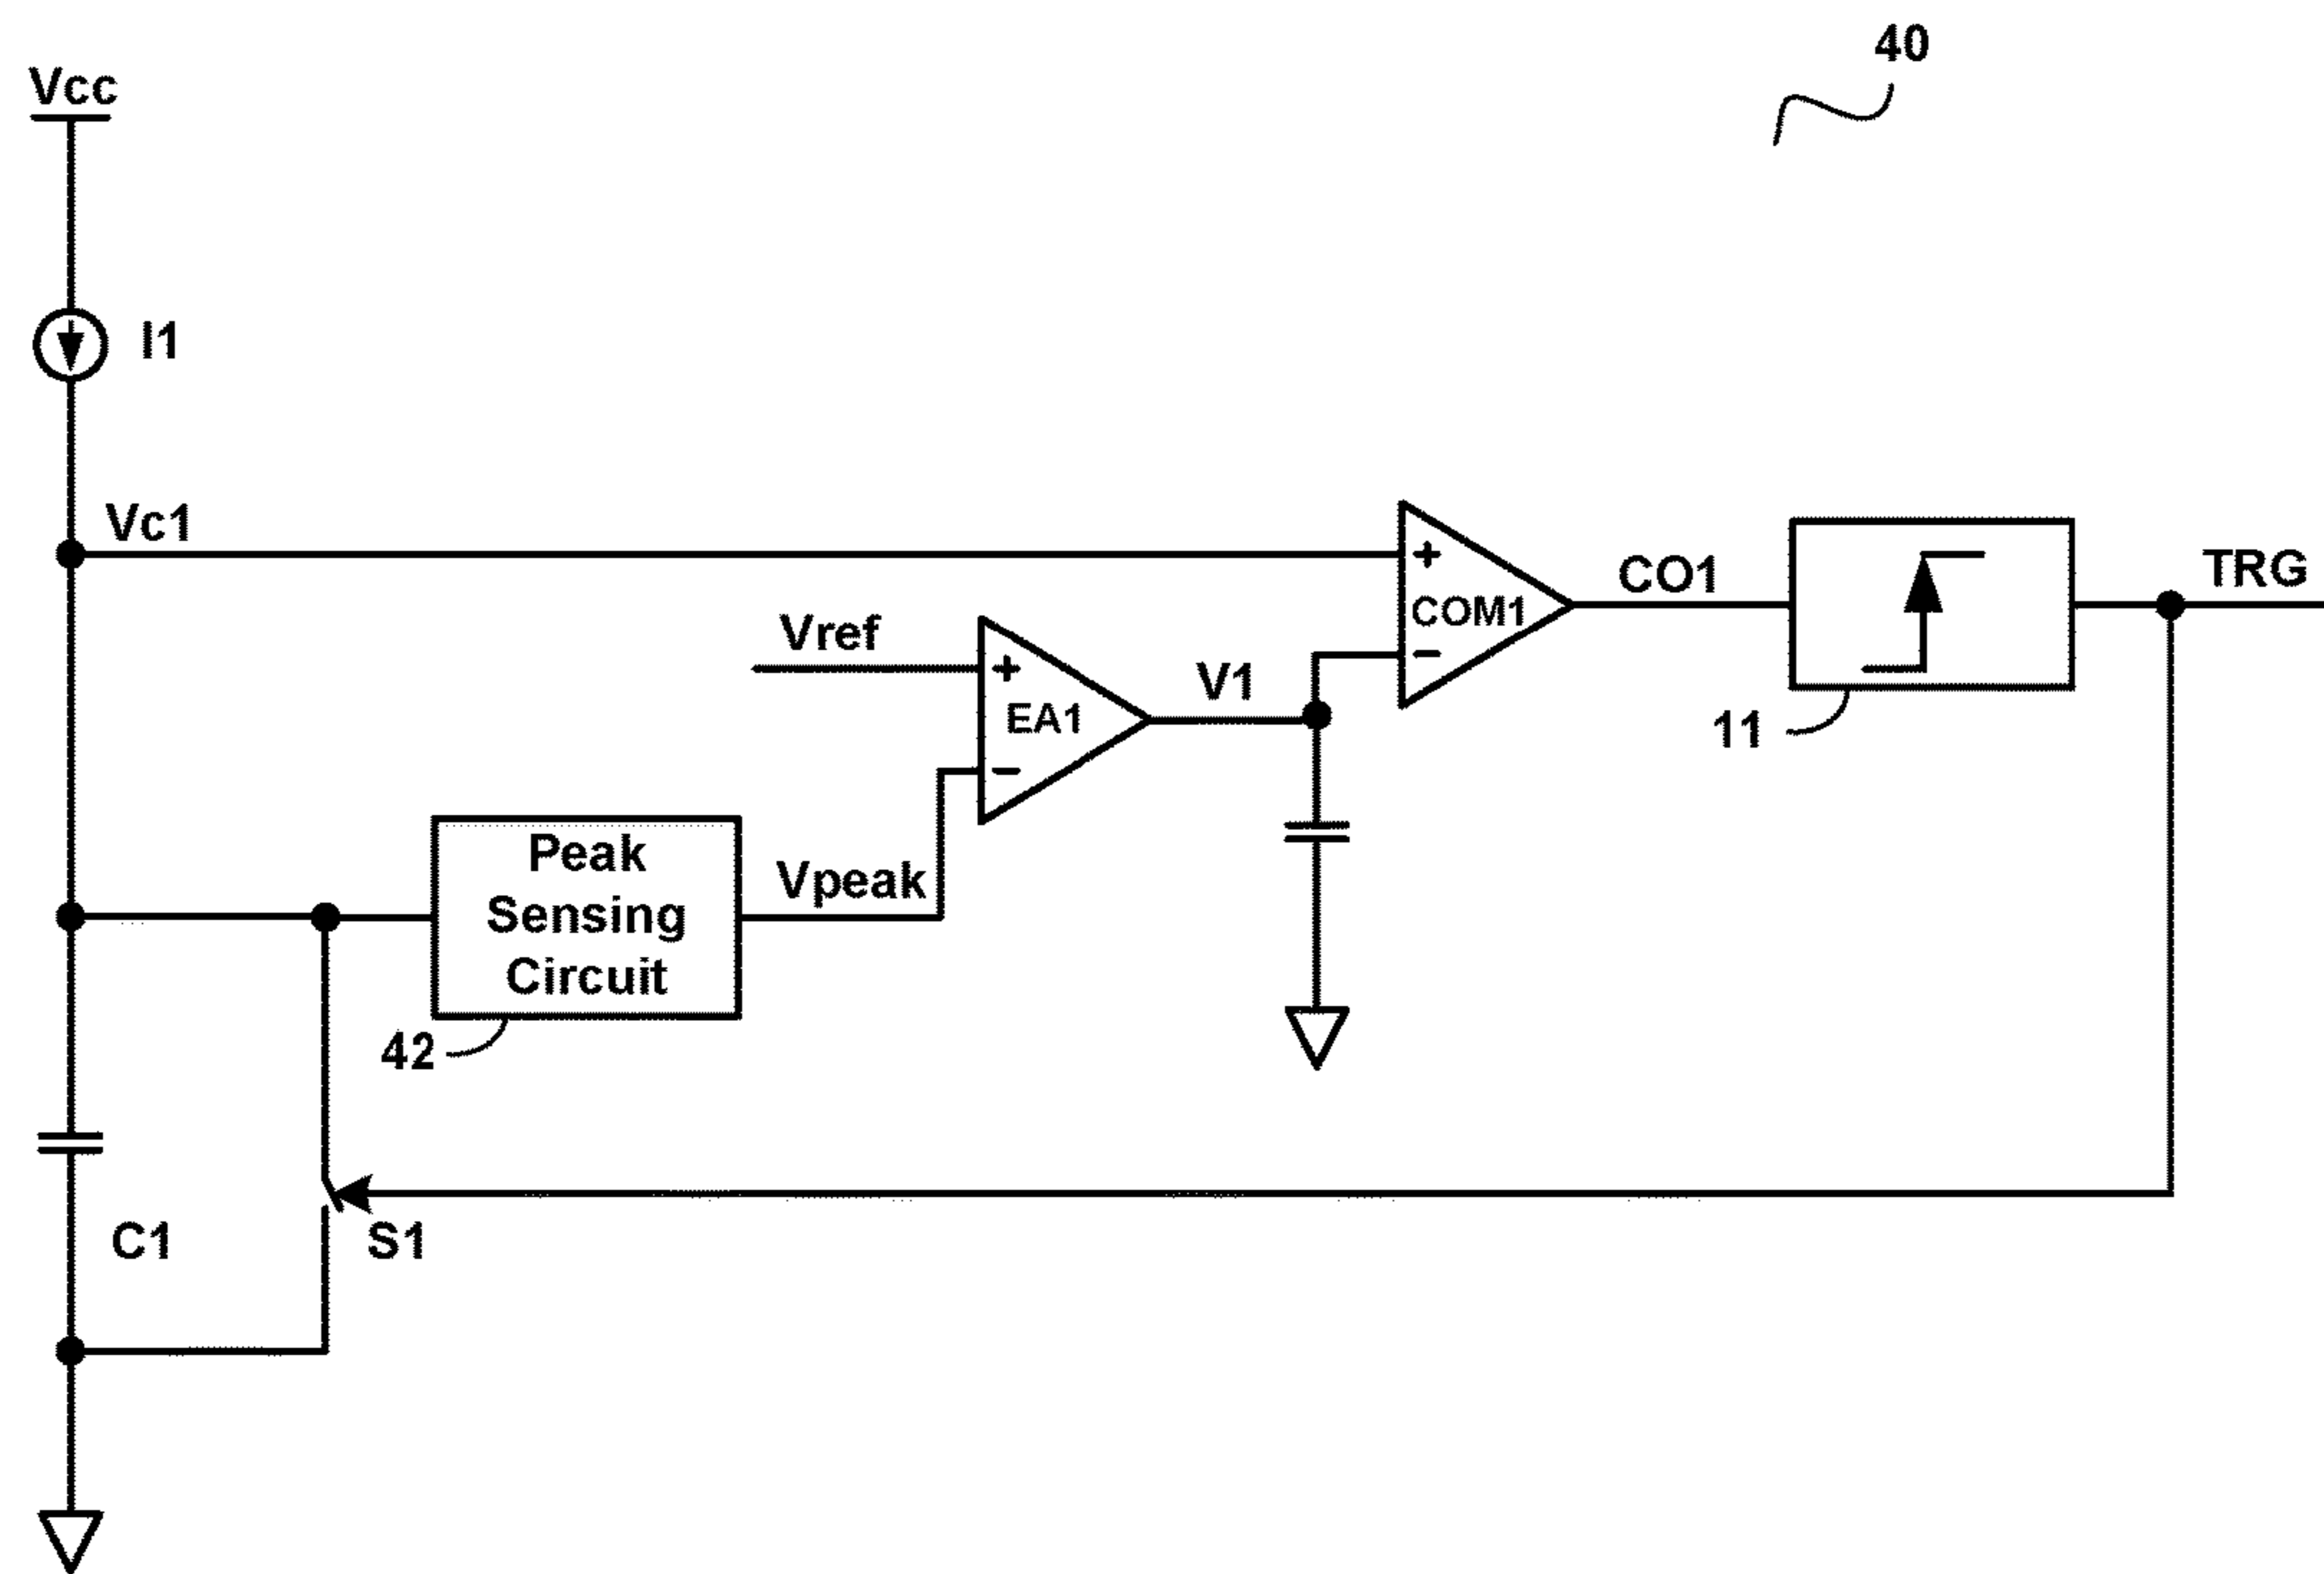 40
Vcc
I1
Vc1
+
COM1
−
CO1
TRG
Vref
+
EA1
−
V1
11
Peak
Sensing
Circuit
Vpeak
42
C1
S1